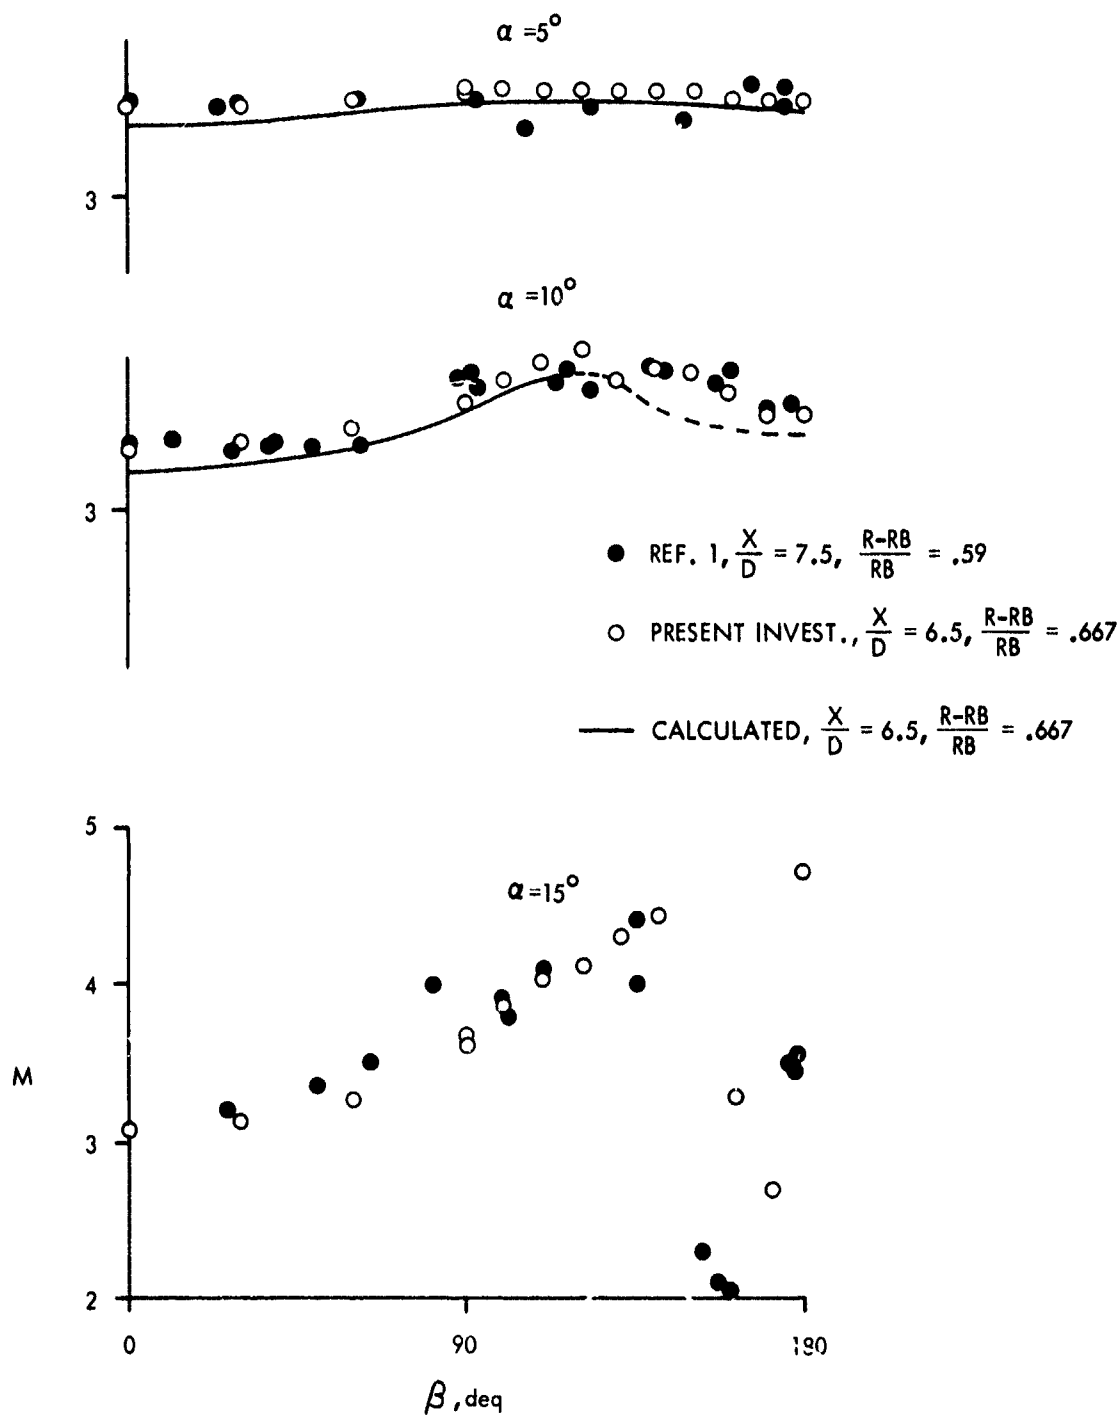 α =5°
3
α =10°
3
● REF. 1, X/D = 7.5, R-RB/RB = .59
○ PRESENT INVEST., X/D = 6.5, R-RB/RB = .667
— CALCULATED, X/D = 6.5, R-RB/RB = .667
5
α=15°
4
M
3
2
0 90 180
β, deq